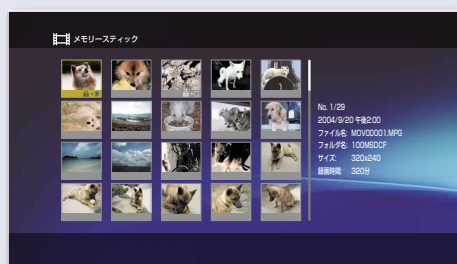 メモリースティック
No. 1/29
2004/9/20 午後2:00
ファイル名: MOV00001.MPG
フォルダ名: 100MSDCF
サイズ: 320x240
録画時間: 320分